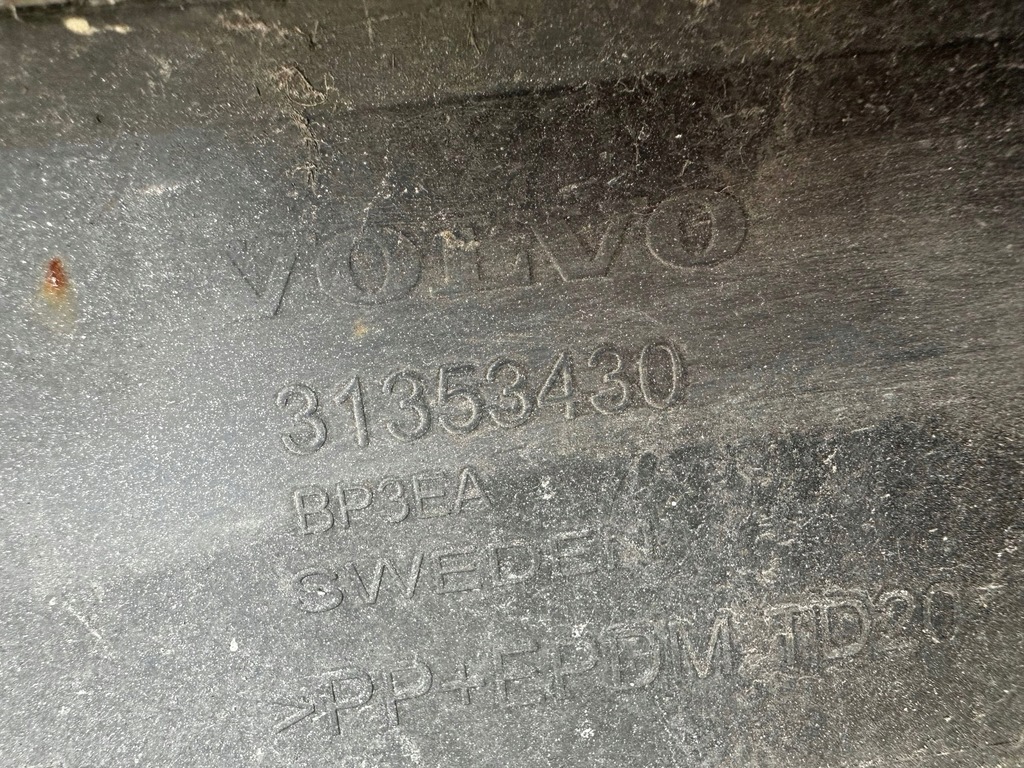 VOLVO
31353430
BP3EA
SWEDEN
>PP+EPDM TD20